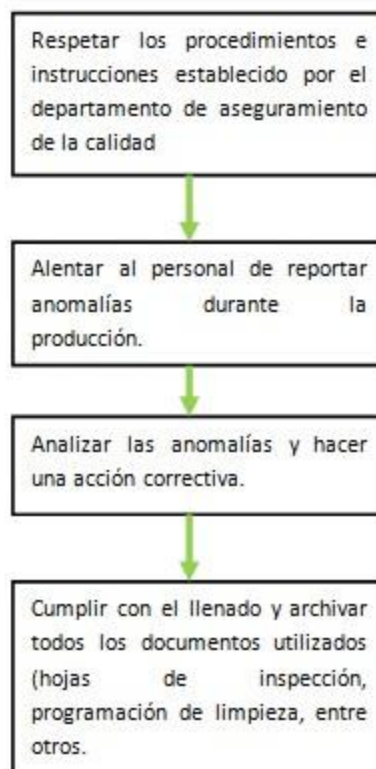 Respetar los procedimientos e
instrucciones establecido por el
departamento de aseguramiento
de la calidad
Alentar al personal de reportar
anomalías durante la
producción.
Analizar las anomalías y hacer
una acción correctiva.
Cumplir con el llenado y archivar
todos los documentos utilizados
(hojas de inspección,
programación de limpieza, entre
otros.